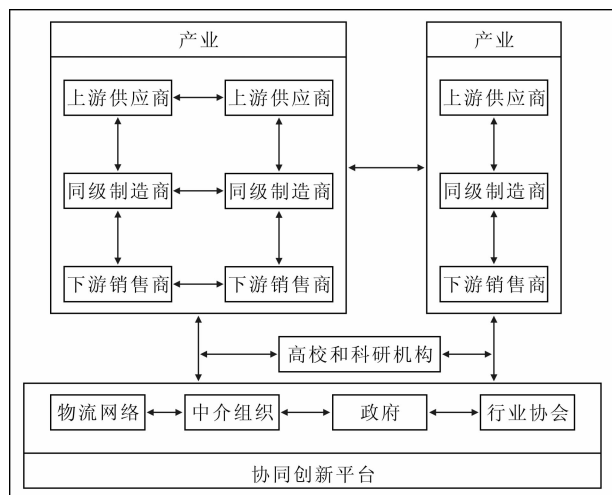 产业
产业
上游供应商
上游供应商
上游供应商
同级制造商
同级制造商
同级制造商
下游销售商
下游销售商
下游销售商
高校和科研机构
物流网络
中介组织
政府
行业协会
协同创新平台